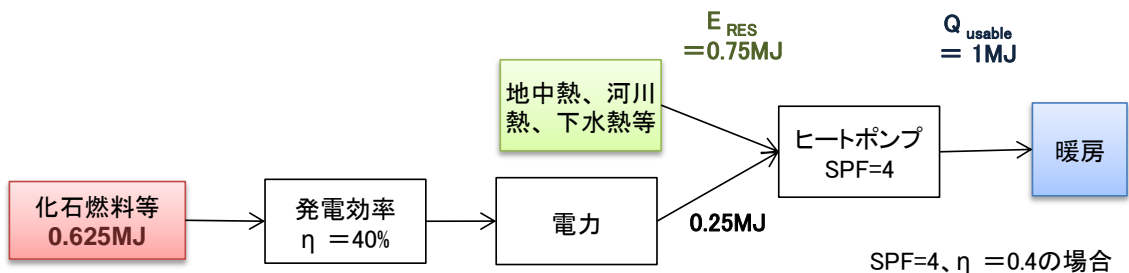 E RES
＝0.75MJ
Q usable
＝ 1MJ
地中熱、河川
熱、下水熱等
ヒートポンプ
SPF=4
暖房
化石燃料等
0.625MJ
発電効率
η ＝40%
電力
0.25MJ
SPF=4、η ＝0.4の場合